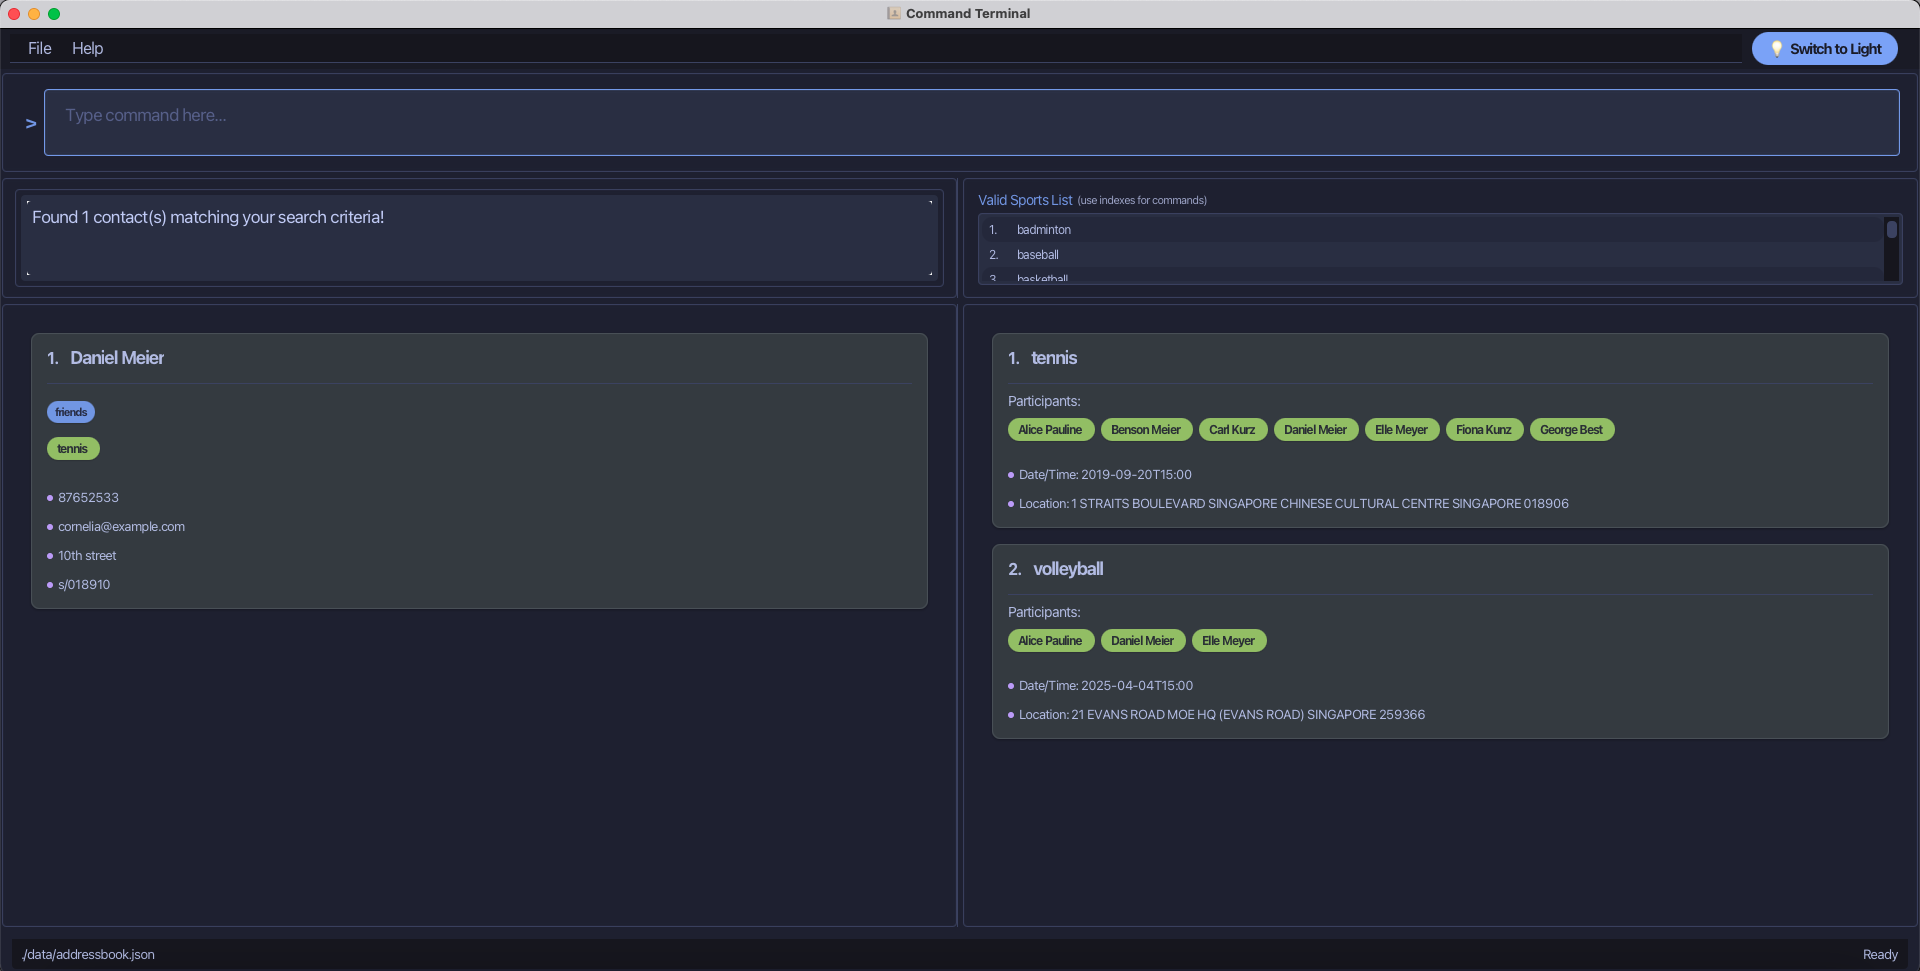 Command Terminal
File Help
Switch to Light
> Type command here...
Found 1 contact(s) matching your search criteria!
Valid Sports List (use indexes for commands)
1. badminton
2. baseball
3. basketball
1. Daniel Meier
friends
tennis
87652533
cornelia@example.com
10th street
s/018910
1. tennis
Participants:
Alice Pauline Benson Meier Carl Kurz Daniel Meier Elle Meyer Fiona Kunz George Best
Date/Time: 2019-09-20T15:00
Location: 1 STRAITS BOULEVARD SINGAPORE CHINESE CULTURAL CENTRE SINGAPORE 018906
2. volleyball
Participants:
Alice Pauline Daniel Meier Elle Meyer
Date/Time: 2025-04-04T15:00
Location: 21 EVANS ROAD MOE HQ (EVANS ROAD) SINGAPORE 259366
./data/addressbook.json
Ready